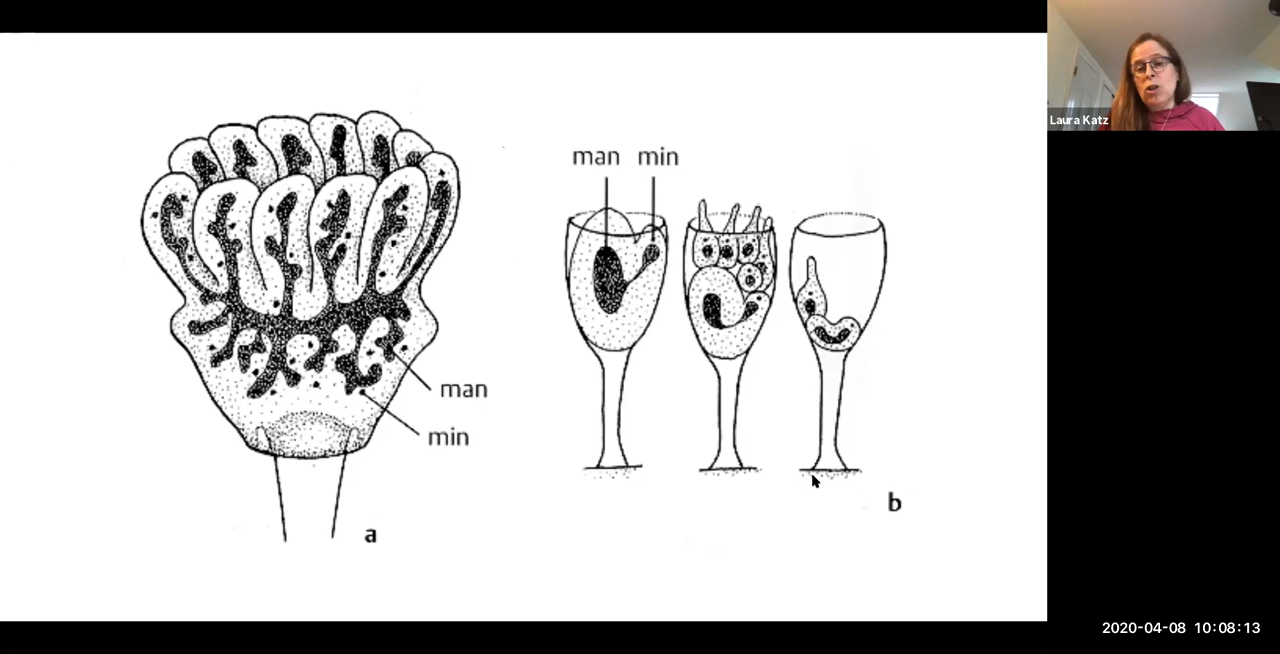 man min
man
min
a
b
Laura Katz
2020-04-08 10:08:13